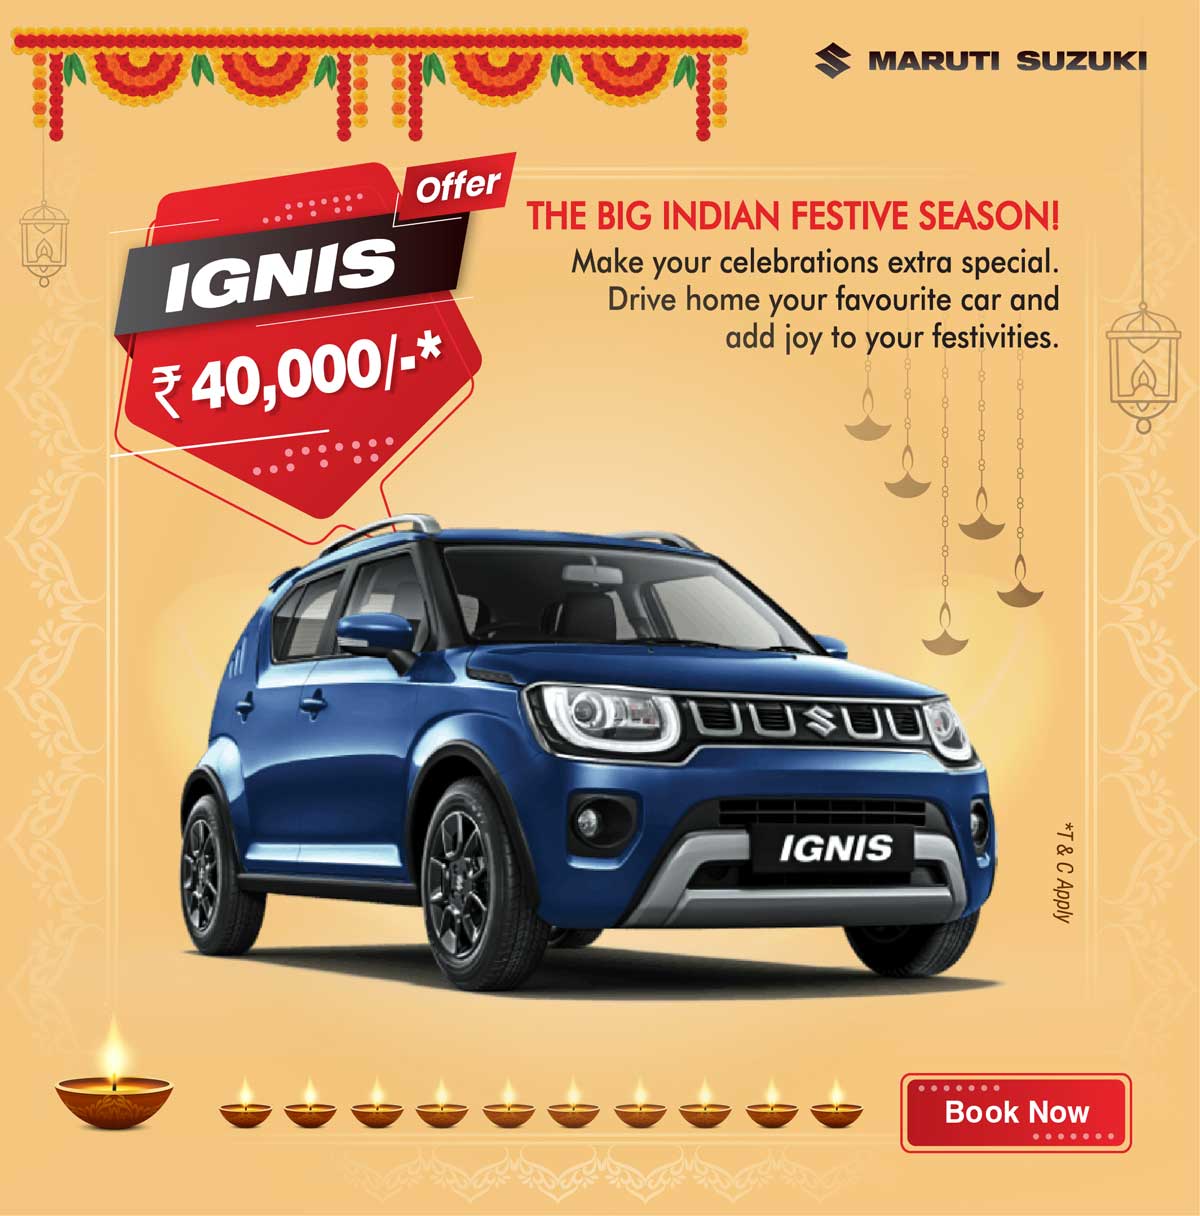 MARUTI SUZUKI
Offer
IGNIS
₹ 40,000/-*
THE BIG INDIAN FESTIVE SEASON!
Make your celebrations extra special.
Drive home your favourite car and
add joy to your festivities.
IGNIS
*T & C Apply
Book Now